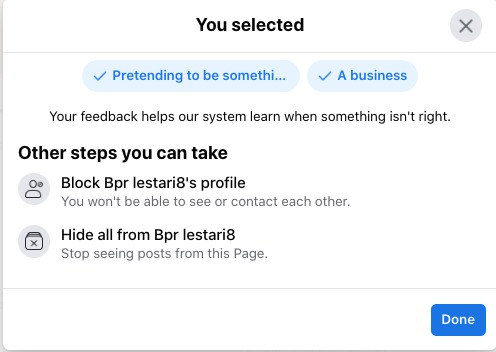 You selected
Pretending to be somethi...
A business
Your feedback helps our system learn when something isn't right.
Other steps you can take
Block Bpr lestari8's profile
You won't be able to see or contact each other.
Hide all from Bpr lestari8
Stop seeing posts from this Page.
Done